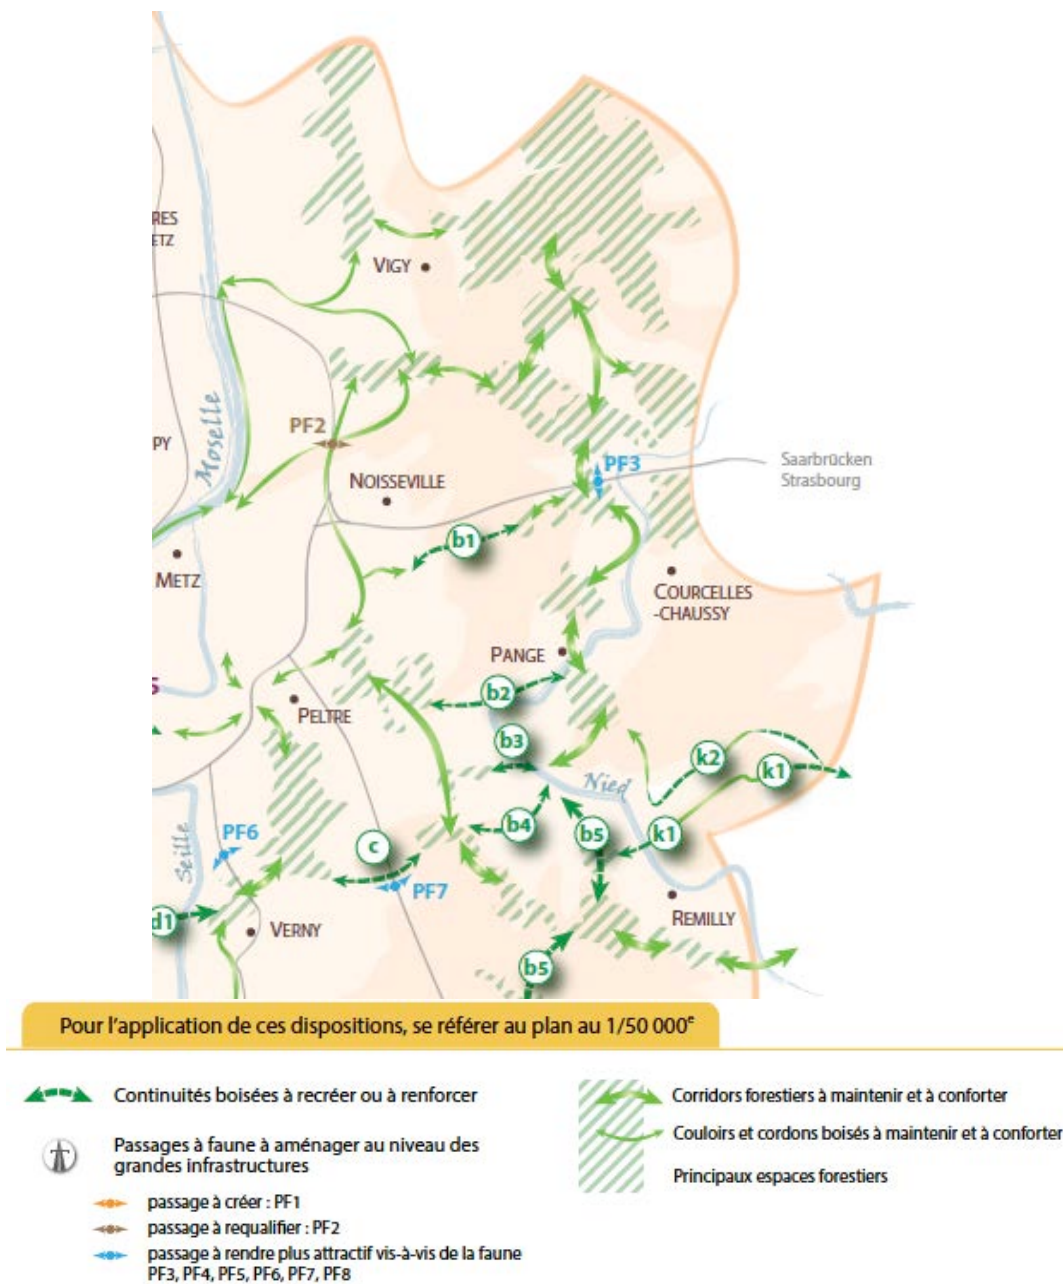 RES
ETZ
VIGY
Moselle
PF2
PY
PF3
Saarbrücken
Strasbourg
NOISSEVILLE
b1
METZ
COURCELLES
-CHAUSSY
PANGE
S
b2
PELTRE
b3
k2
k1
Nied
b4
b5
k1
PF6
c
Seille
PF7
REMILLY
d1
VERNY
b5
Pour l'application de ces dispositions, se référer au plan au 1/50 000e
Continuités boisées à recréer ou à renforcer
Passages à faune à aménager au niveau des
grandes infrastructures
passage à créer : PF1
passage à requalifier : PF2
passage à rendre plus attractif vis-à-vis de la faune
PF3, PF4, PF5, PF6, PF7, PF8
Corridors forestiers à maintenir et à conforter
Couloirs et cordons boisés à maintenir et à conforter
Principaux espaces forestiers